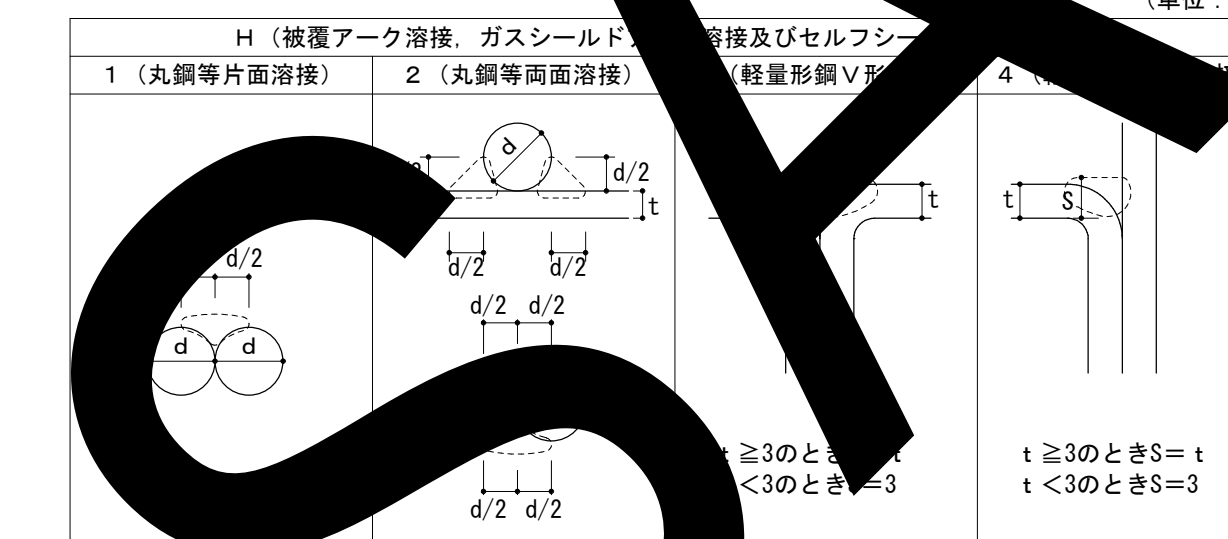 （単位：
H（被覆アーク溶接，ガスシールド 溶接及びセルフシー
1（丸鋼等片面溶接） 2（丸鋼等両面溶接） （軽量形鋼V形 4（
d
d/2
t
d/2 d/2
d/2
d d
d/2 d/2
d/2 d/2
t
t S
t ≧3のとき t
＜3のとき ＝3
t ≧3のときS＝ t
t ＜3のときS＝3